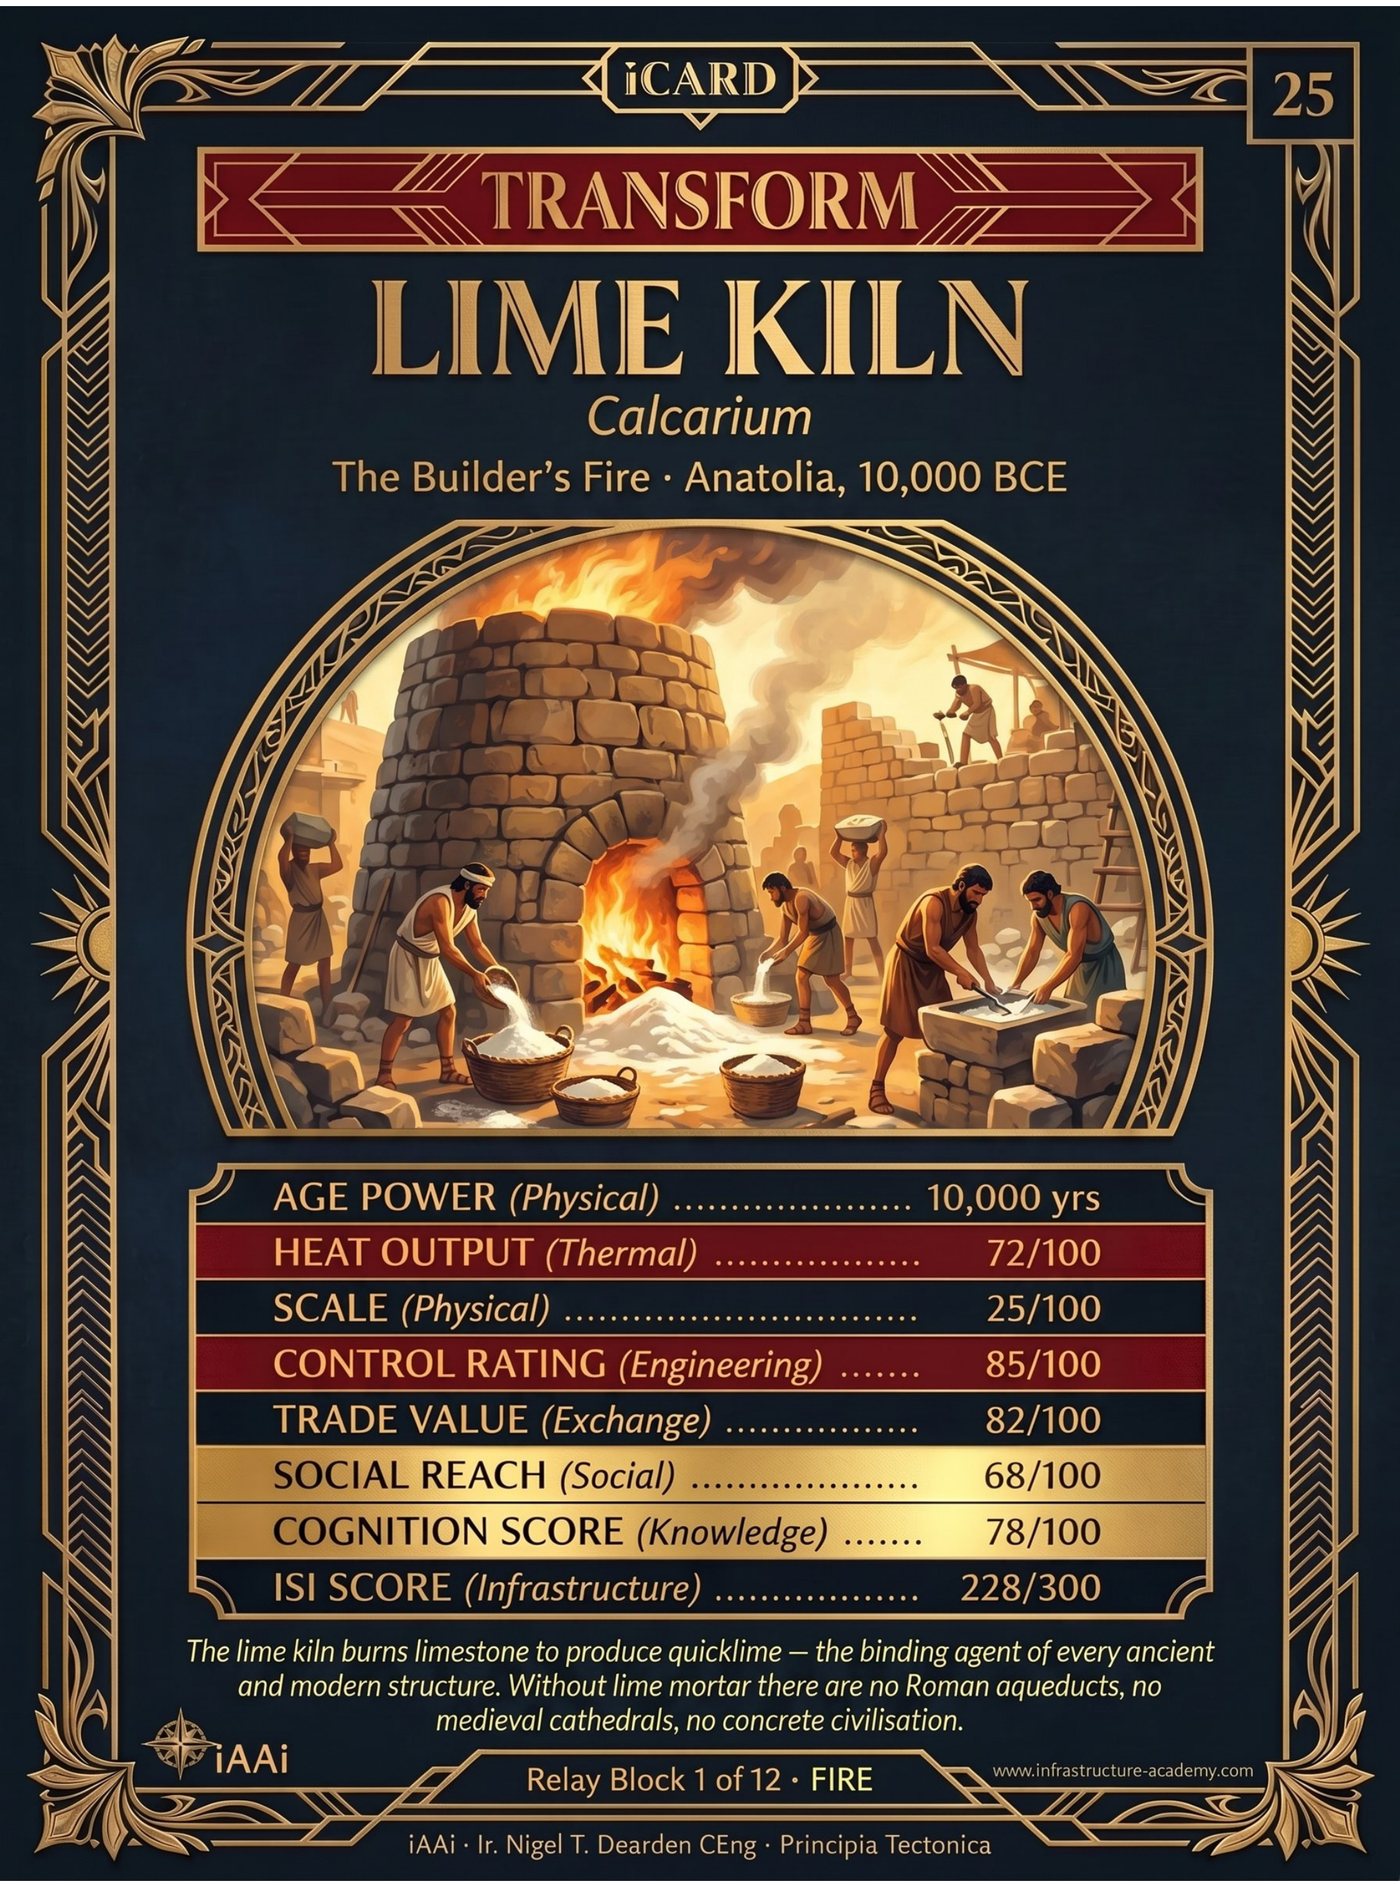 iCARD
25
TRANSFORM
LIME KILN
Calcarium
The Builder's Fire · Anatolia, 10,000 BCE
AGE POWER (Physical) ..................... 10,000 yrs
HEAT OUTPUT (Thermal) .................. 72/100
SCALE (Physical) ............................... 25/100
CONTROL RATING (Engineering) ....... 85/100
TRADE VALUE (Exchange) ................. 82/100
SOCIAL REACH (Social) .................... 68/100
COGNITION SCORE (Knowledge) ....... 78/100
ISI SCORE (Infrastructure) .................. 228/300
The lime kiln burns limestone to produce quicklime – the binding agent of every ancient
and modern structure. Without lime mortar there are no Roman aqueducts, no
medieval cathedrals, no concrete civilisation.
iAAi
Relay Block 1 of 12 · FIRE
www.infrastructure-academy.com
iAAi · Ir. Nigel T. Dearden CEng · Principia Tectonica